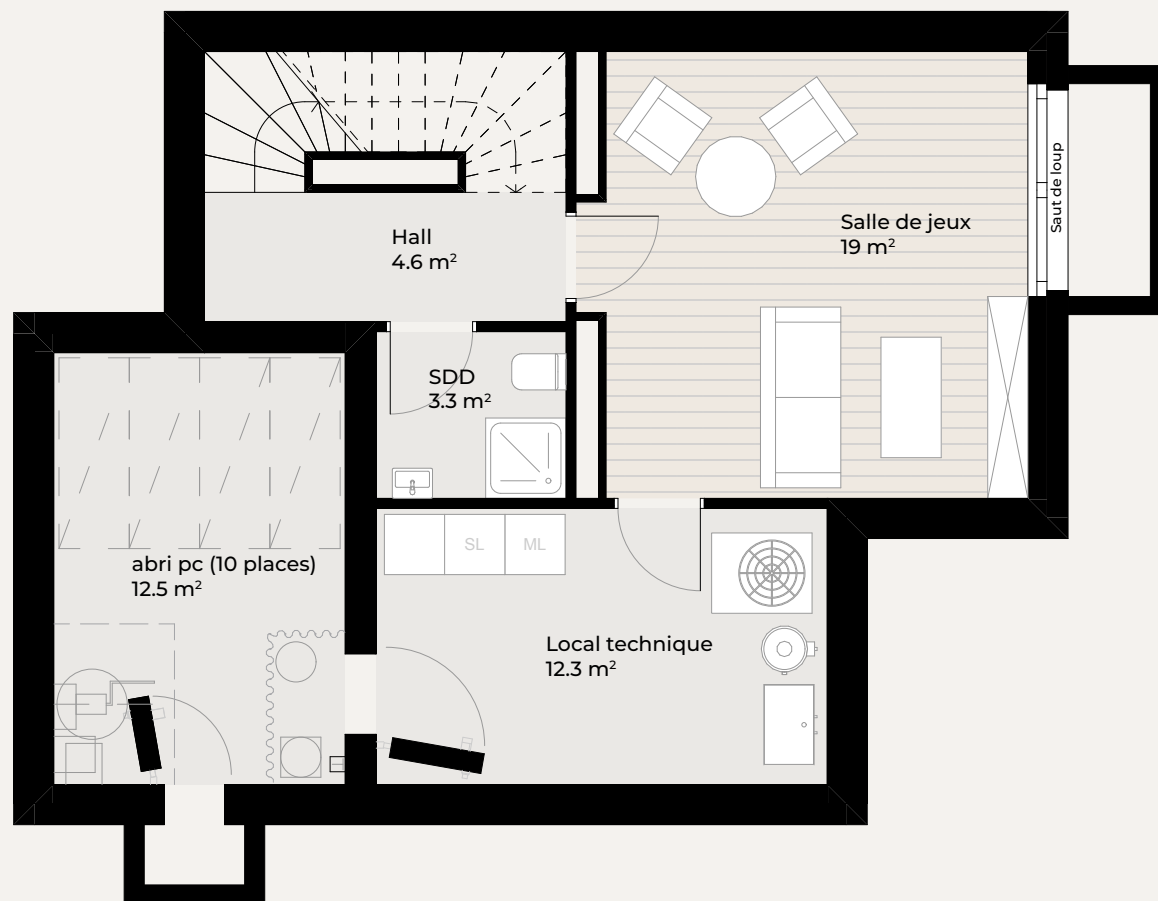 Hall
4.6 m²
Salle de jeux
19 m²
Saut de loup
SDD
3.3 m²
SL
ML
abri pc (10 places)
12.5 m²
Local technique
12.3 m²